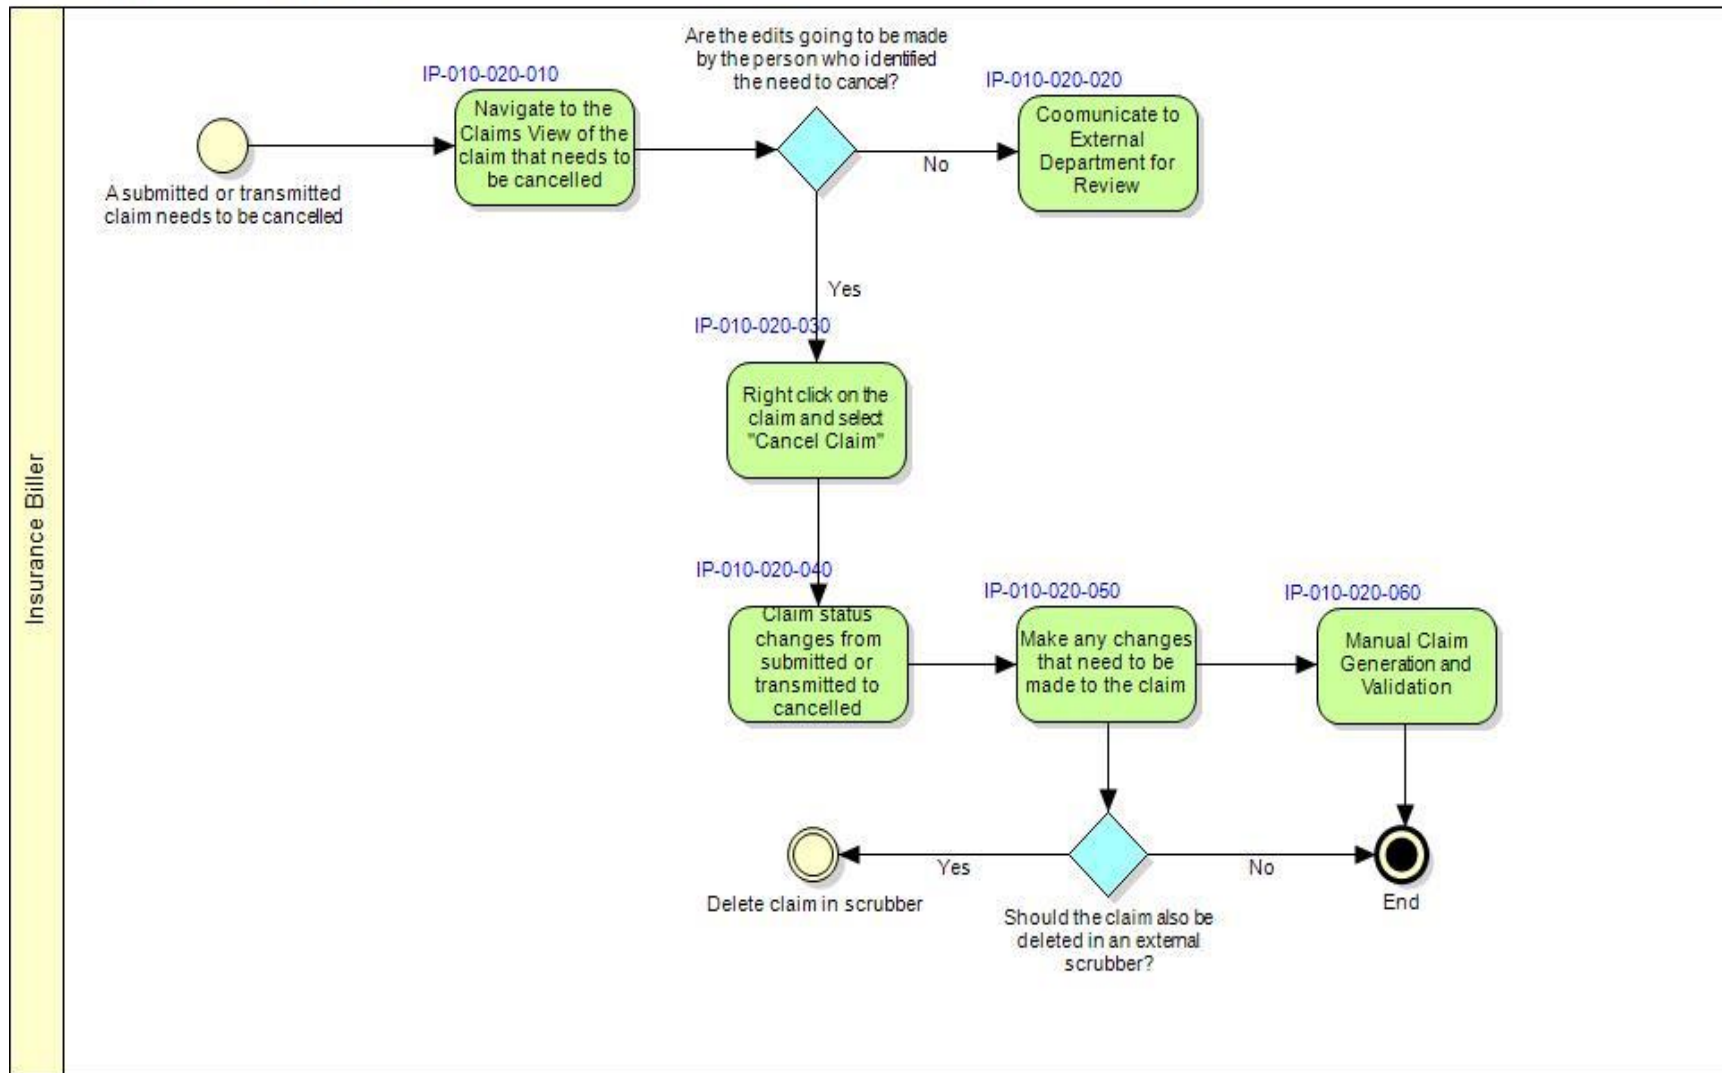 Insurance Biller
A submitted or transmitted
claim needs to be cancelled
IP-010-020-010
Navigate to the
Claims View of the
claim that needs to
be cancelled
Are the edits going to be made
by the person who identified
the need to cancel?
No
IP-010-020-020
Coomunicate to
External
Department for
Review
Yes
IP-010-020-030
Right click on the
claim and select
"Cancel Claim"
IP-010-020-040
Claim status
changes from
submitted or
transmitted to
cancelled
IP-010-020-050
Make any changes
that need to be
made to the claim
IP-010-020-060
Manual Claim
Generation and
Validation
Yes
Delete claim in scrubber
No
End
Should the claim also be
deleted in an external
scrubber?